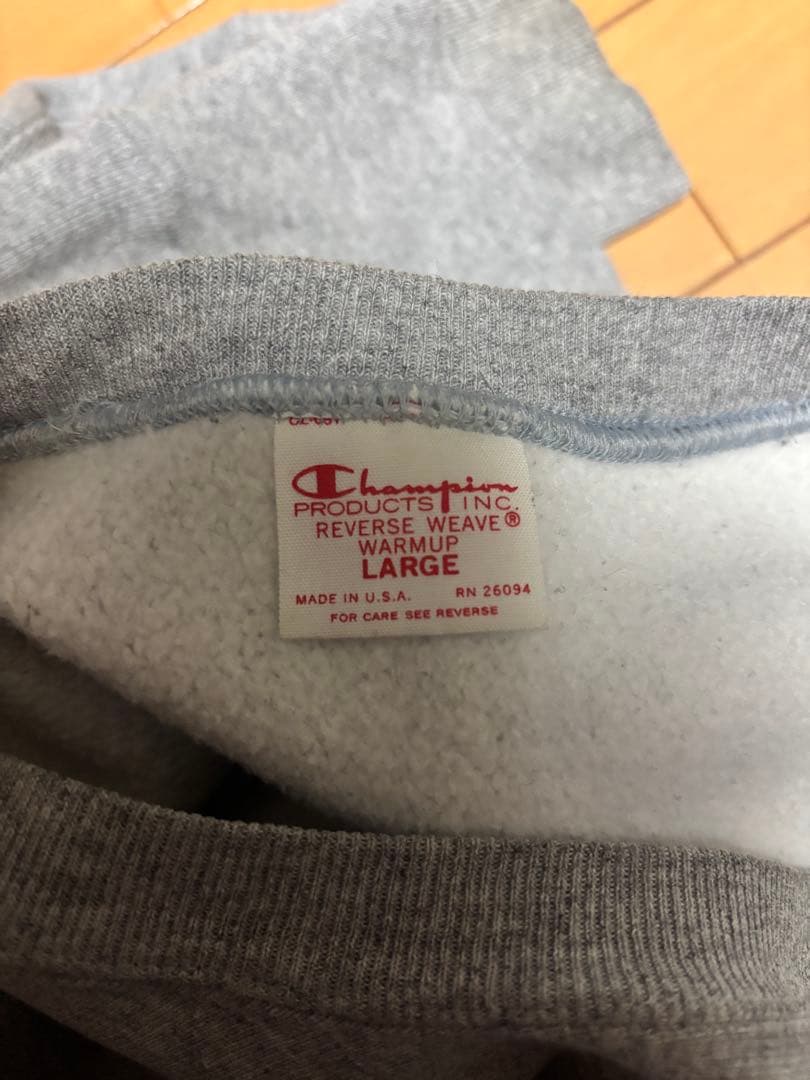 Champion
PRODUCTS INC.
REVERSE WEAVE®
WARMUP
LARGE
MADE IN U.S.A. RN 26094
FOR CARE SEE REVERSE